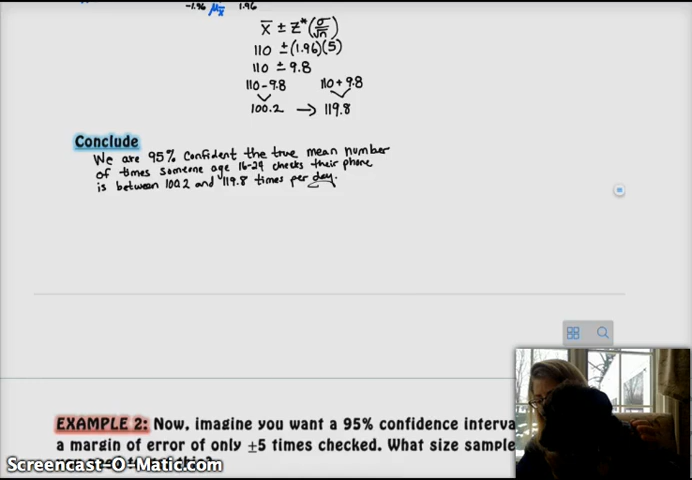 -1.96 μx̄ 1.96
x̄ ± z*(σ/√n)
110 ± (1.96)(5)
110 ± 9.8
110 - 9.8 110 + 9.8
100.2 → 119.8
Conclude
We are 95% confident the true mean number
of times someone age 16-24 checks their phone
is between 100.2 and 119.8 times per day.
EXAMPLE 2: Now, imagine you want a 95% confidence interva
a margin of error of only ±5 times checked. What size sample
Screencast-O-Matic.com